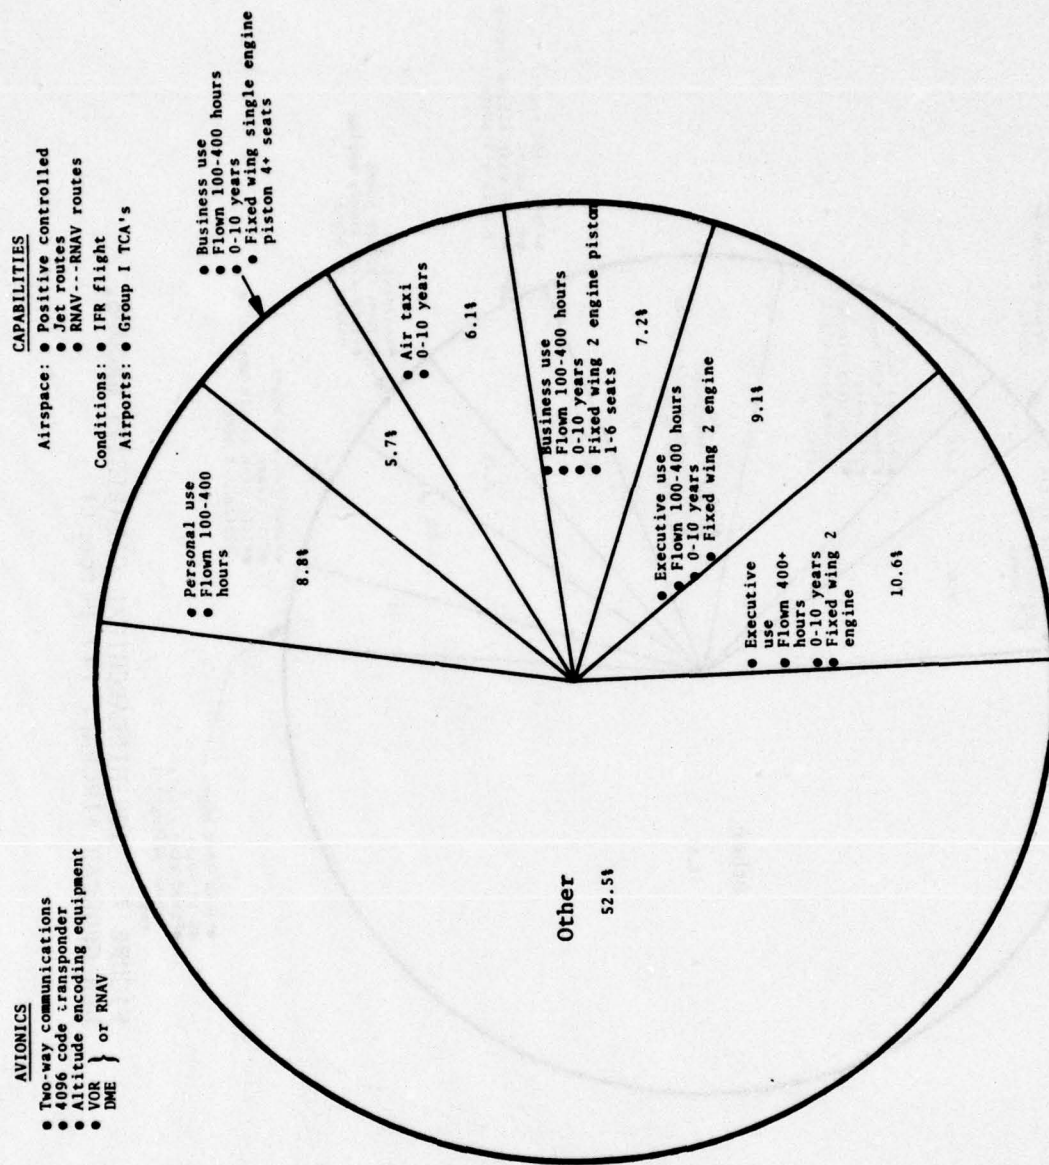 AVIONICS
● Two-way communications
● 4096 code transponder
● Altitude encoding equipment
● VOR } or RNAV
DME
CAPABILITIES
Airspace: ● Positive controlled
● Jet routes
● RNAV---RNAV routes
Conditions: ● IFR flight
Airports: ● Group I TCA's
● Business use
● Flown 100-400 hours
● 0-10 years
● Fixed wing single engine
piston 4+ seats
5.7%
● Personal use
● Flown 100-400
hours
8.8%
● Air taxi
● 0-10 years
6.1%
● Business use
● Flown 100-400 hours
● 0-10 years
● Fixed wing 2 engine piston
1-6 seats
7.2%
● Executive use
● Flown 100-400 hours
● 0-10 years
● Fixed wing 2 engine
9.1%
● Executive
use
● Flown 400+
hours
● 0-10 years
● Fixed wing 2
engine
10.6%
Other
52.5%